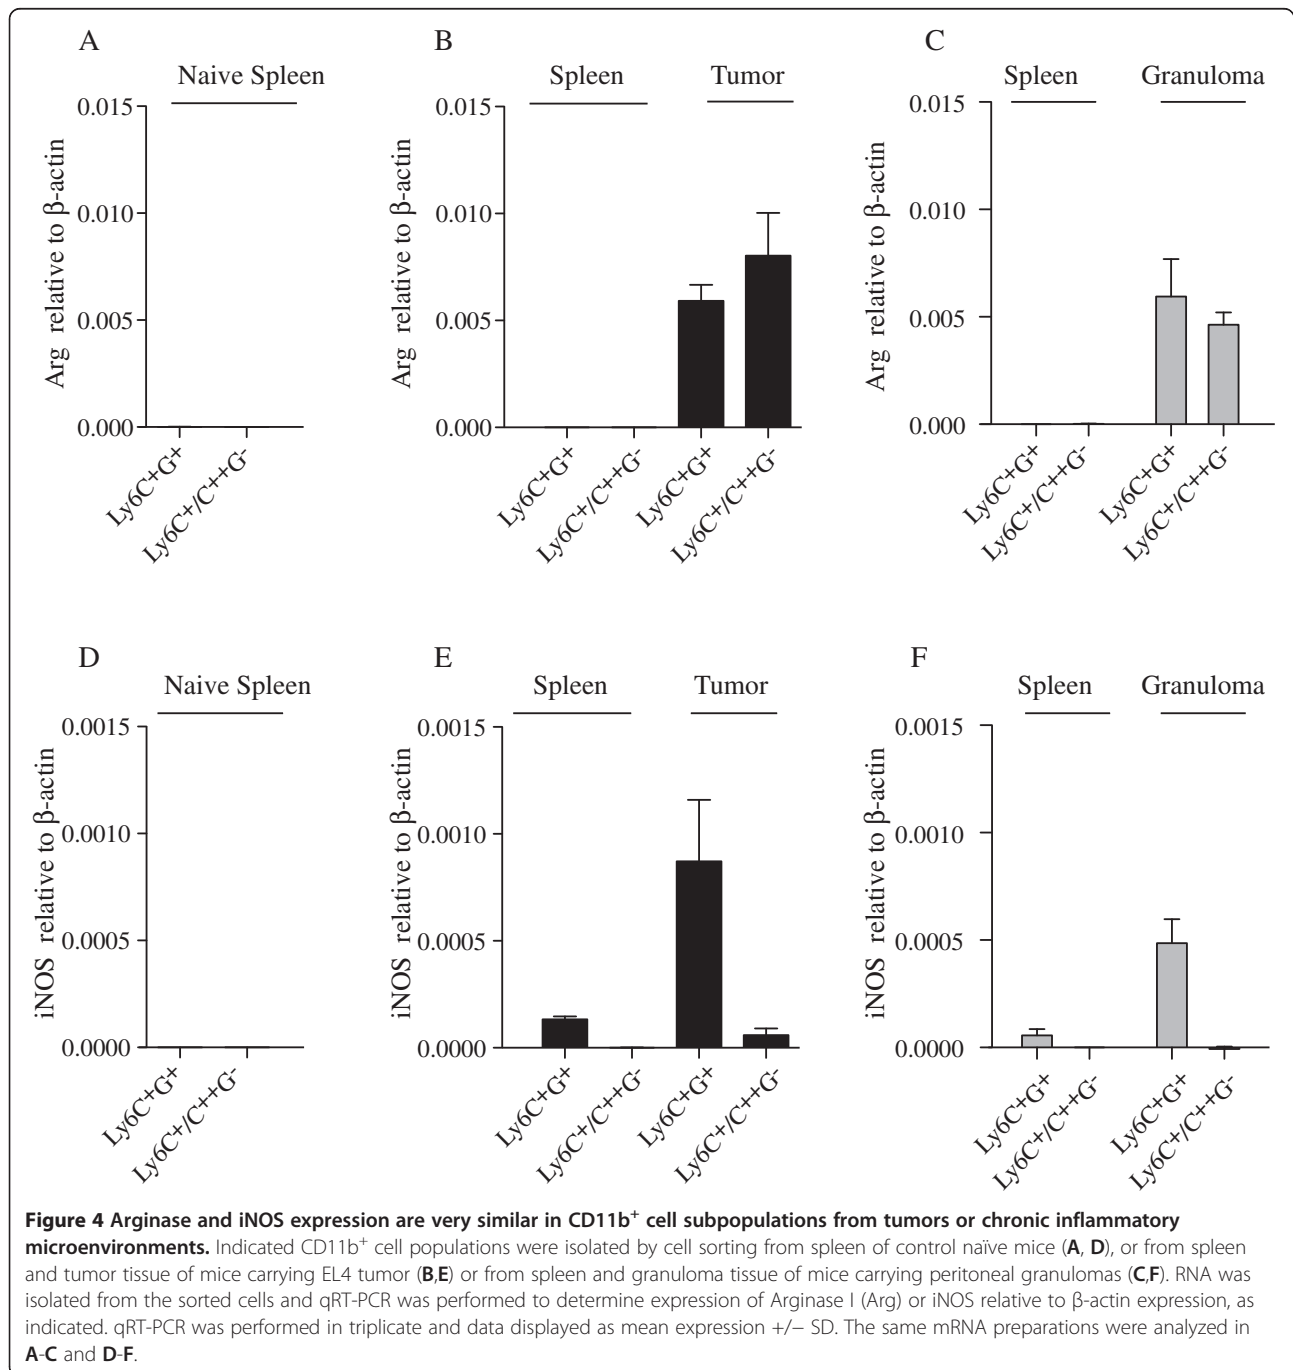 A
Naive Spleen
Arg relative to β-actin
0.015
0.010
0.005
0.000
Ly6C+G+
Ly6C+/C++G-
B
Spleen
Tumor
Arg relative to β-actin
0.015
0.010
0.005
0.000
Ly6C+G+
Ly6C+/C++G-
Ly6C+G+
Ly6C+/C++G-
C
Spleen
Granuloma
Arg relative to β-actin
0.015
0.010
0.005
0.000
Ly6C+G+
Ly6C+/C++G-
Ly6C+G+
Ly6C+/C++G-
D
Naive Spleen
iNOS relative to β-actin
0.0015
0.0010
0.0005
0.0000
Ly6C+G+
Ly6C+/C++G-
E
Spleen
Tumor
iNOS relative to β-actin
0.0015
0.0010
0.0005
0.0000
Ly6C+G+
Ly6C+/C++G-
Ly6C+G+
Ly6C+/C++G-
F
Spleen
Granuloma
iNOS relative to β-actin
0.0015
0.0010
0.0005
0.0000
Ly6C+G+
Ly6C+/C++G-
Ly6C+G+
Ly6C+/C++G-
Figure 4 Arginase and iNOS expression are very similar in CD11b+ cell subpopulations from tumors or chronic inflammatory
microenvironments. Indicated CD11b+ cell populations were isolated by cell sorting from spleen of control naïve mice (A, D), or from spleen
and tumor tissue of mice carrying EL4 tumor (B,E) or from spleen and granuloma tissue of mice carrying peritoneal granulomas (C,F). RNA was
isolated from the sorted cells and qRT-PCR was performed to determine expression of Arginase I (Arg) or iNOS relative to β-actin expression, as
indicated. qRT-PCR was performed in triplicate and data displayed as mean expression +/− SD. The same mRNA preparations were analyzed in
A-C and D-F.